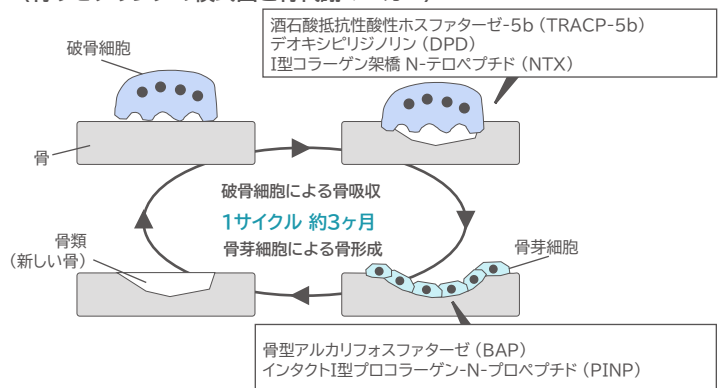 酒石酸抵抗性酸性ホスファターゼ-5b（TRACP-5b）
デオキシピリジノリン（DPD）
I型コラーゲン架橋 N-テロペプチド（NTX）
破骨細胞
骨
破骨細胞による骨吸収
1サイクル 約3ヶ月
骨芽細胞による骨形成
骨類
（新しい骨）
骨芽細胞
骨型アルカリフォスファターゼ（BAP）
インタクトI型プロコラーゲン-N-プロペプチド（PINP）